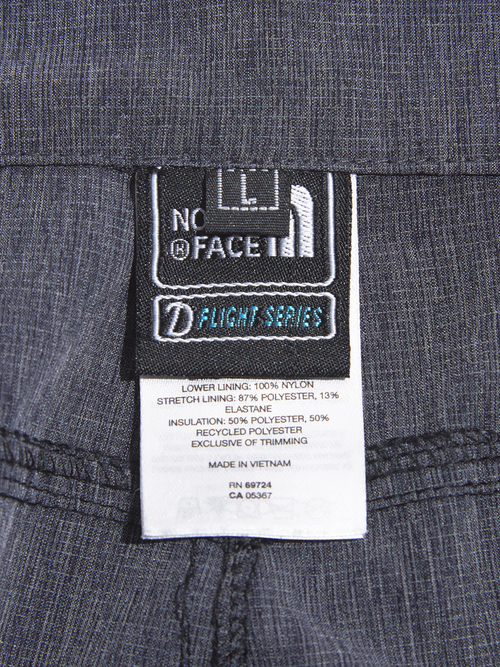 L
NO
® FACE
FLIGHT SERIES
LOWER LINING: 100% NYLON
STRETCH LINING: 87% POLYESTER, 13%
ELASTANE
INSULATION: 50% POLYESTER, 50%
RECYCLED POLYESTER
EXCLUSIVE OF TRIMMING
MADE IN VIETNAM
RN 69724
CA 05367